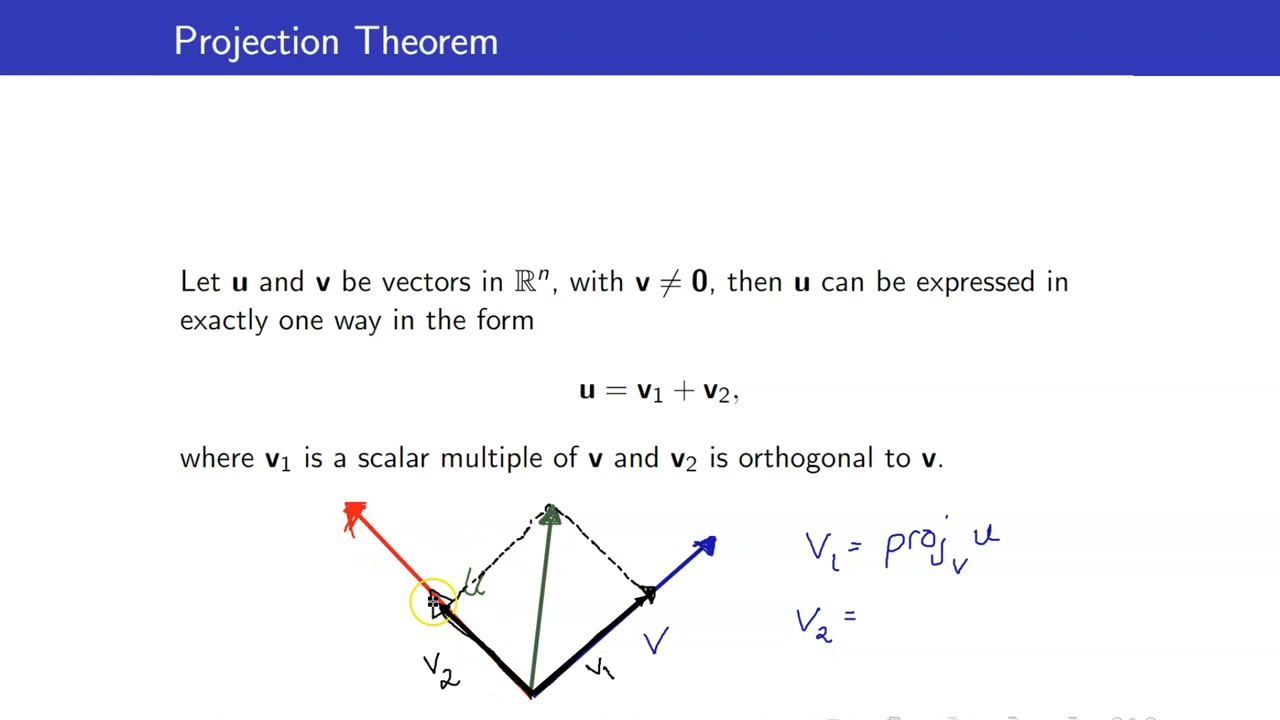 Projection Theorem
Let u and v be vectors in ℝⁿ, with v ≠ 0, then u can be expressed in
exactly one way in the form
u = v₁ + v₂,
where v₁ is a scalar multiple of v and v₂ is orthogonal to v.
V₁ = proj_v u
u
V₂ =
V
V₂
V₁